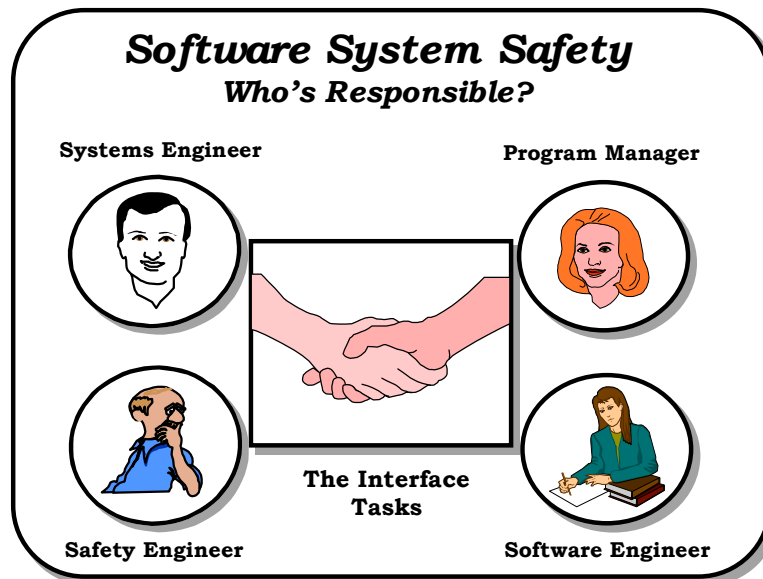 Software System Safety
Who's Responsible?
Systems Engineer
Program Manager
The Interface
Tasks
Safety Engineer
Software Engineer